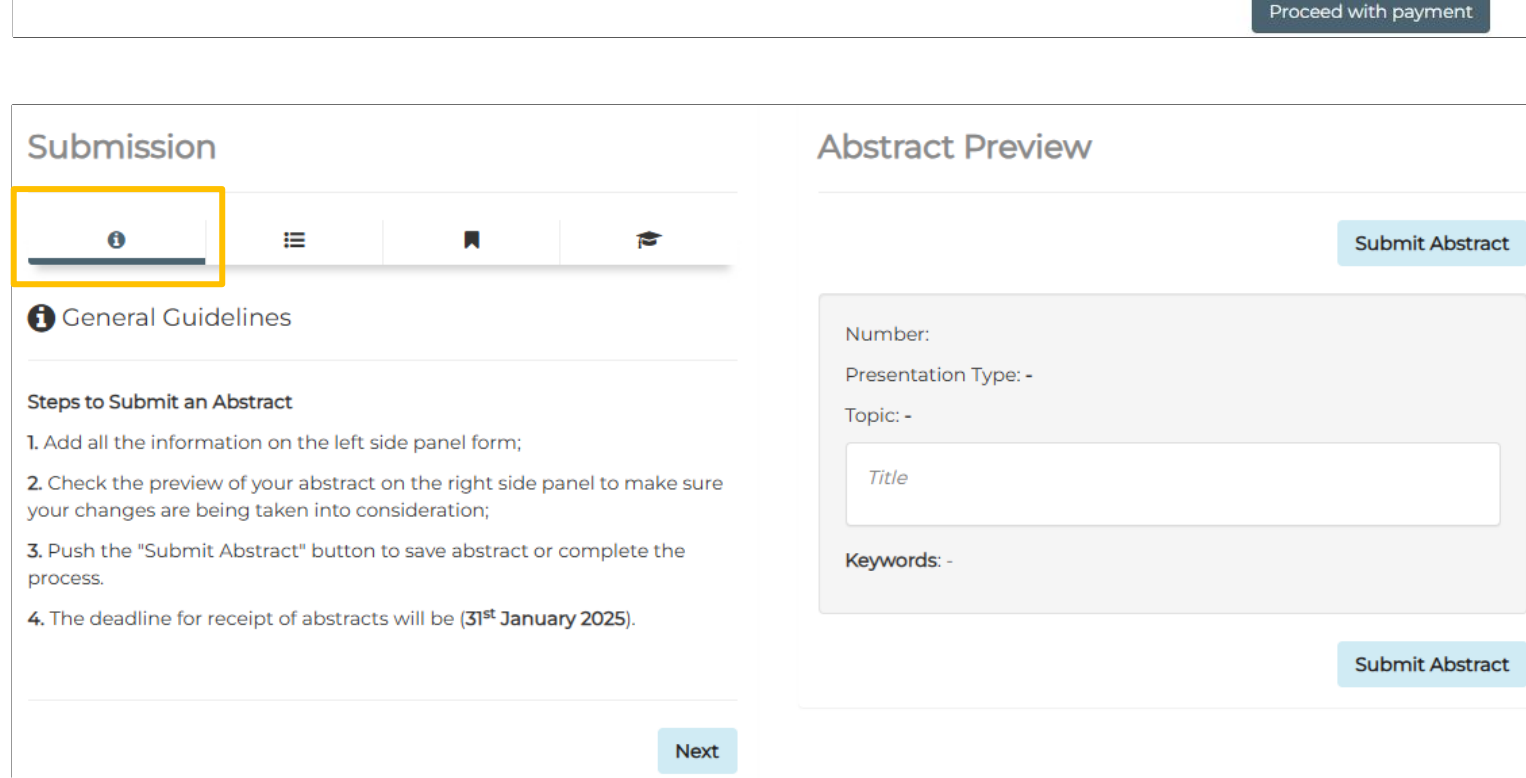 Proceed with payment
Submission
General Guidelines
Steps to Submit an Abstract
1. Add all the information on the left side panel form;
2. Check the preview of your abstract on the right side panel to make sure
your changes are being taken into consideration;
3. Push the "Submit Abstract" button to save abstract or complete the
process.
4. The deadline for receipt of abstracts will be (31st January 2025).
Next
Abstract Preview
Submit Abstract
Number:
Presentation Type: -
Topic: -
Title
Keywords: -
Submit Abstract